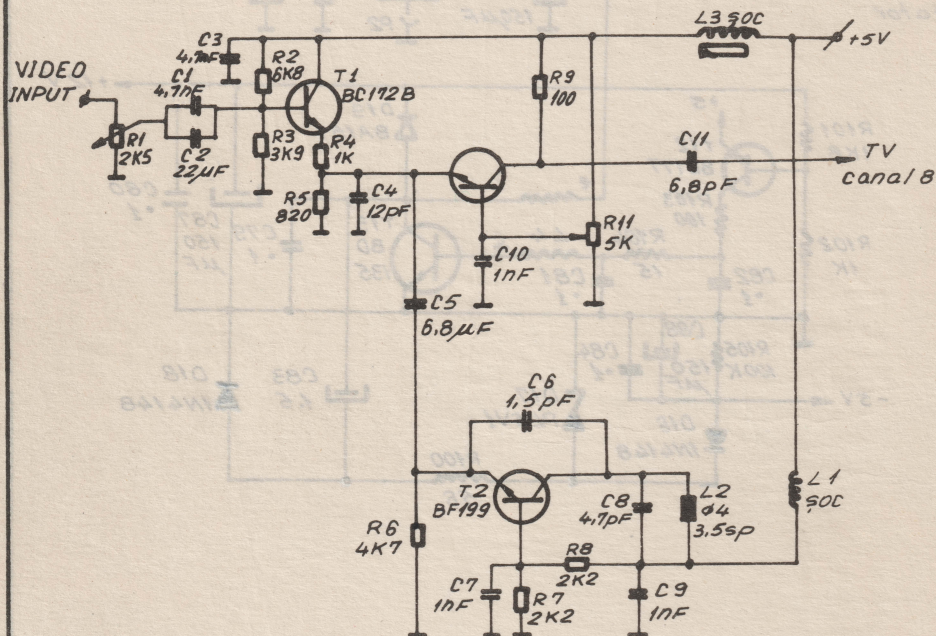 L3 ŞOC
+5V
C3
4,7nF
R2
6K8
T1
BC172B
R9
100
VIDEO
INPUT
C1
4,7nF
R1
2K5
C2
22µF
R3
3K9
R4
1K
R5
820
C4
12pF
C11
6,8pF
TV
canal 8
R11
5K
C10
1nF
C5
6,8µF
C6
1,5pF
T2
BF199
C8
4,7pF
L2
ø4
3,5sp
L1
ŞOC
R6
4K7
R8
2K2
C7
1nF
R7
2K2
C9
1nF